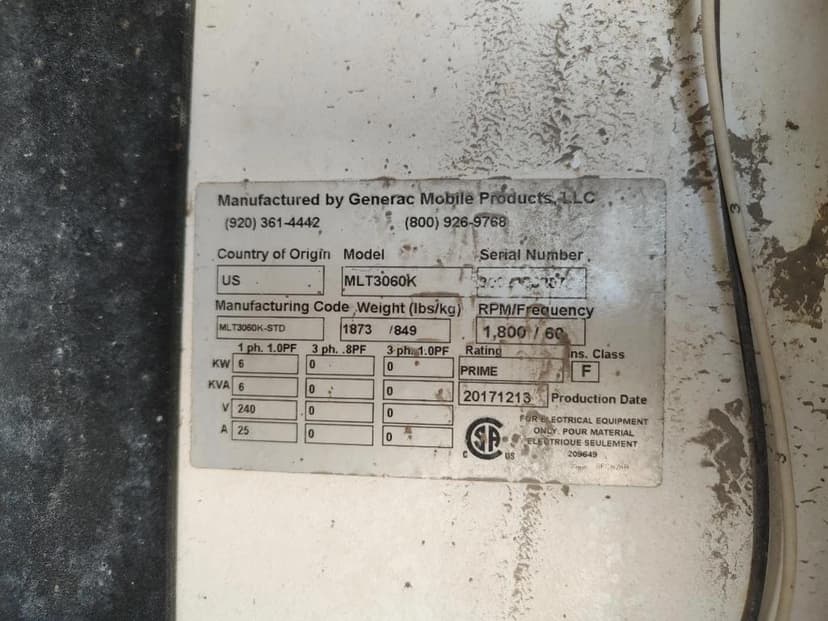 Manufactured by Generac Mobile Products, LLC
(920) 361-4442 (800) 926-9768
Country of Origin Model Serial Number
US MLT3060K
Manufacturing Code Weight (lbs/kg) RPM/Frequency
MLT3060K-STD 1873 /849 1,800 / 60
1 ph. 1.0PF 3 ph. .8PF 3 ph. 1.0PF Rating Ins. Class
KW 6 0 0 PRIME F
KVA 6 0 0 20171213 Production Date
V 240 0 0
A 25 0 0
FOR ELECTRICAL EQUIPMENT
ONLY. POUR MATERIAL
ELECTRIQUE SEULEMENT
209649
C SA US